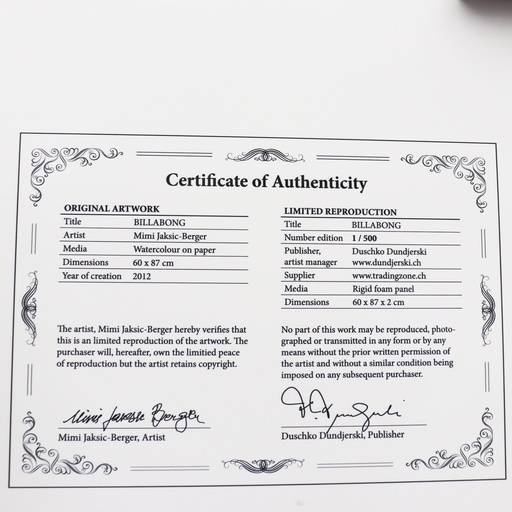 Certificate of Authenticity
ORIGINAL ARTWORK
Title BILLABONG
Artist Mimi Jaksic-Berger
Media Watercolour on paper
Dimensions 60 x 87 cm
Year of creation 2012
The artist, Mimi Jaksic-Berger hereby verifies that
this is an limited reproduction of the artwork. The
purchaser will, hereafter, own the limitied peace
of reproduction but the artist retains copyright.
Mimi Jaksic-Berger, Artist
LIMITED REPRODUCTION
Title BILLABONG
Number edition 1 / 500
Publisher, Duschko Dundjerski
artist manager www.dundjerski.ch
Supplier www.tradingzone.ch
Media Rigid foam panel
Dimensions 60 x 87 x 2 cm
No part of this work may be reproduced, photo-
graphed or transmitted in any form or by any
means without the prior written permission of
the artist and without a similar condition being
imposed on any subsequent purchaser.
Duschko Dundjerski, Publisher